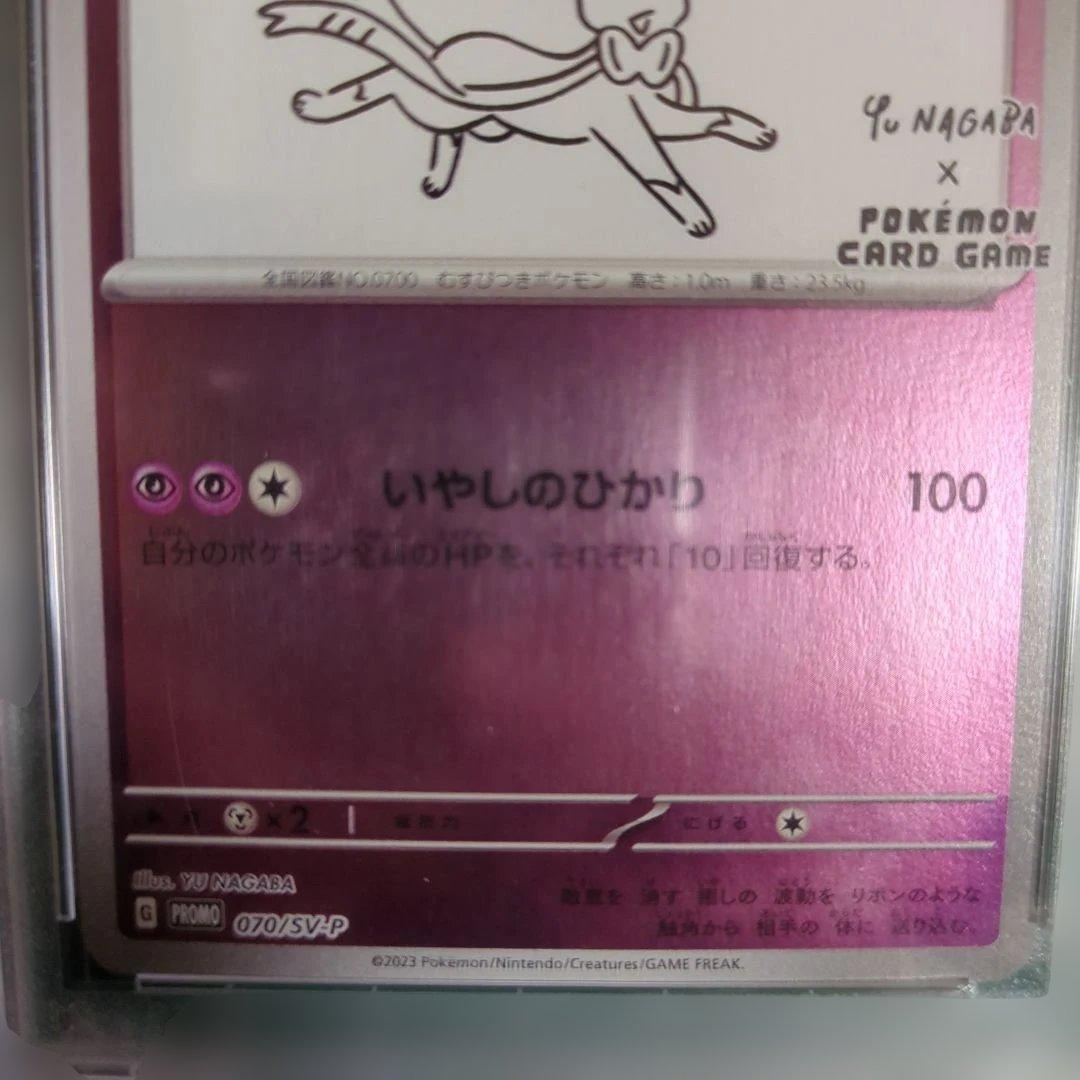 Yu NAGABA
×
POKÉMON
CARD GAME
全国図鑑NO.0700 むすびつきポケモン 高さ:1.0m 重さ:23.5kg
いやしのひかり 100
自分のポケモン全員のHPを、それぞれ「10」回復する。
×2
にげる
illus. YU NAGABA
敵意を 消す 癒しの 波動を リボンのような
G PROMO 070/SV-P
触角から 相手の 体に 送り込む。
©2023 Pokémon/Nintendo/Creatures/GAME FREAK.